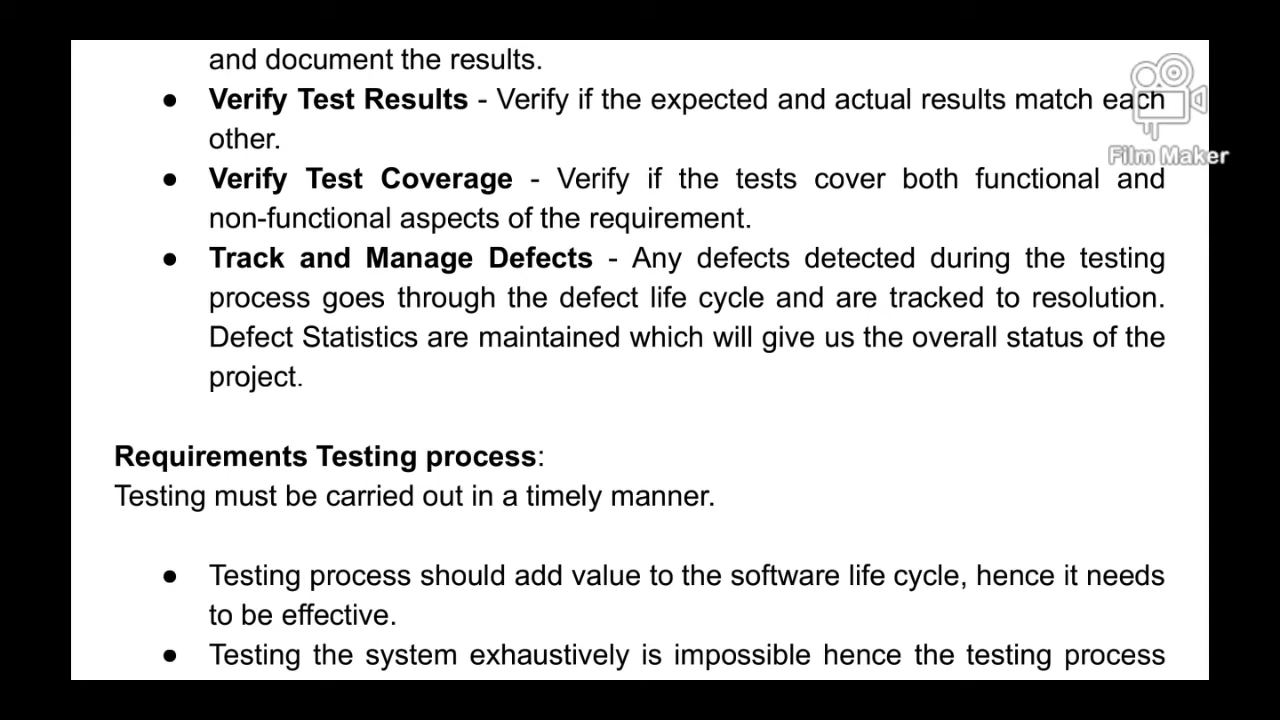 and document the results.
● Verify Test Results - Verify if the expected and actual results match each
other.
● Verify Test Coverage - Verify if the tests cover both functional and
non-functional aspects of the requirement.
● Track and Manage Defects - Any defects detected during the testing
process goes through the defect life cycle and are tracked to resolution.
Defect Statistics are maintained which will give us the overall status of the
project.
Requirements Testing process:
Testing must be carried out in a timely manner.
● Testing process should add value to the software life cycle, hence it needs
to be effective.
● Testing the system exhaustively is impossible hence the testing process
Film Maker